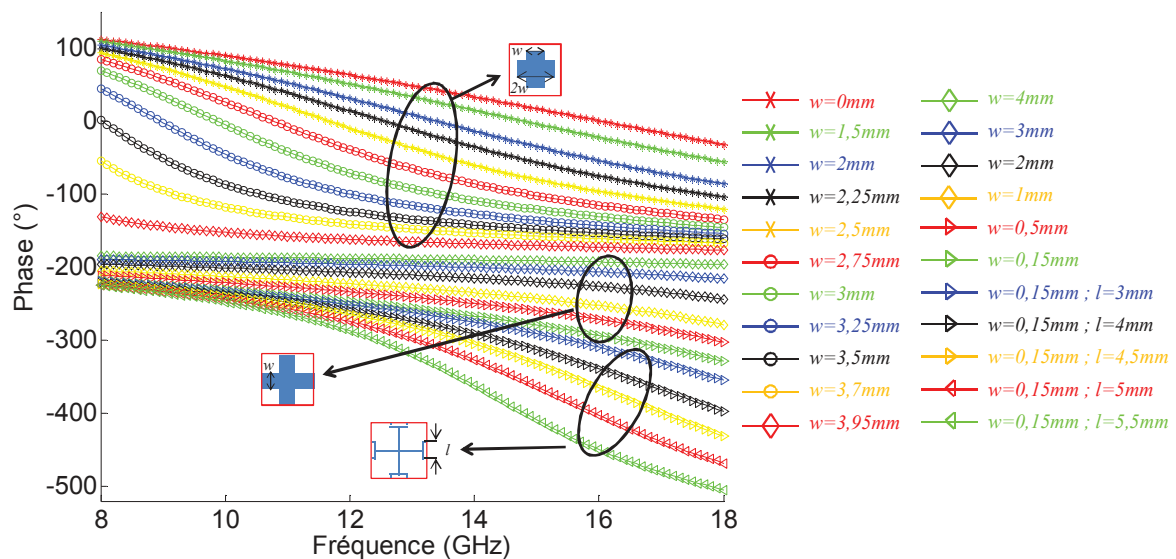 100
0
-100
-200
-300
-400
-500
Phase (°)
8
10
12
14
16
18
Fréquence (GHz)
w
2w
w
l
w=0mm
w=1,5mm
w=2mm
w=2,25mm
w=2,5mm
w=2,75mm
w=3mm
w=3,25mm
w=3,5mm
w=3,7mm
w=3,95mm
w=4mm
w=3mm
w=2mm
w=1mm
w=0,5mm
w=0,15mm
w=0,15mm ; l=3mm
w=0,15mm ; l=4mm
w=0,15mm ; l=4,5mm
w=0,15mm ; l=5mm
w=0,15mm ; l=5,5mm